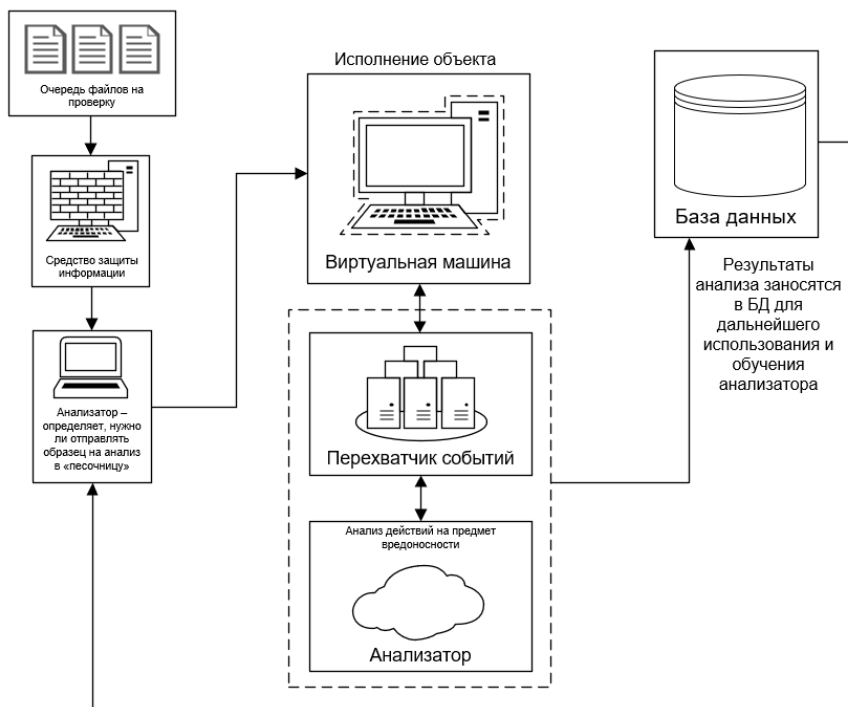 Очередь файлов на
проверку
Средство защиты
информации
Анализатор –
определяет, нужно
ли отправлять
образец на анализ
в «песочницу»
Исполнение объекта
Виртуальная машина
Перехватчик событий
Анализ действий на предмет
вредоносности
Анализатор
База данных
Результаты
анализа заносятся
в БД для
дальнейшего
использования и
обучения
анализатора